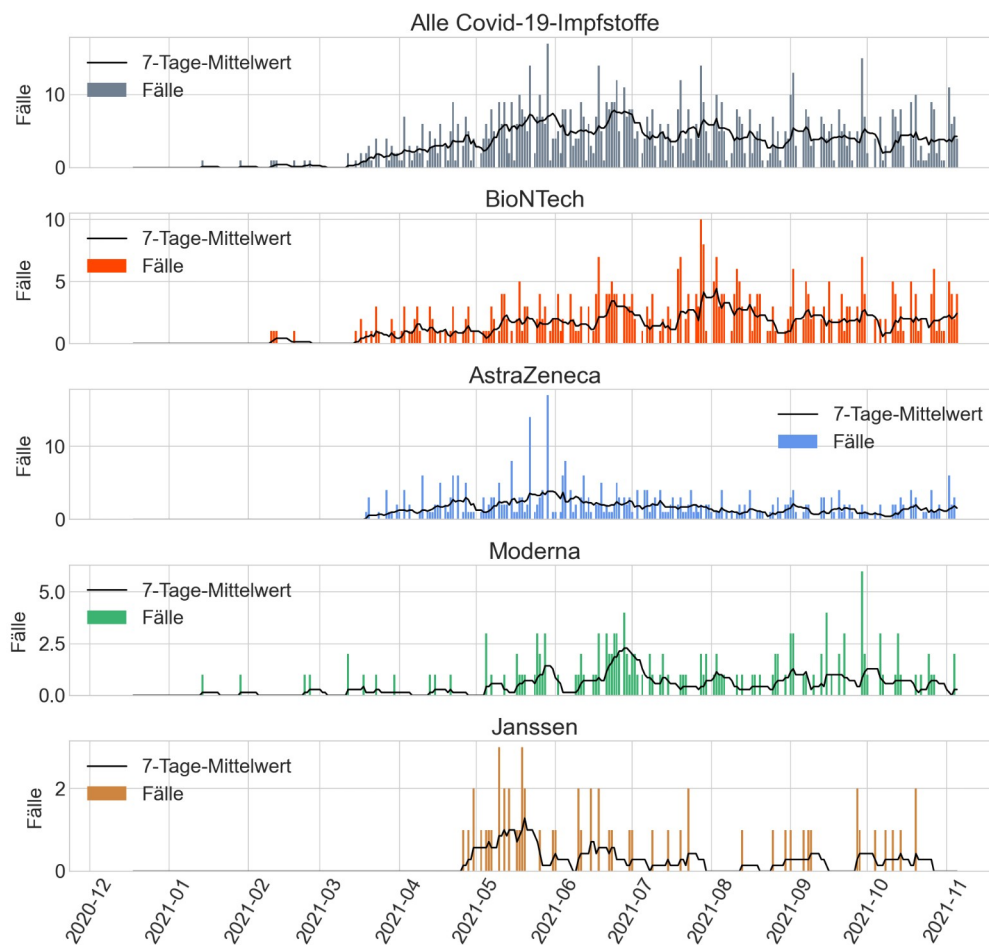 Alle Covid-19-Impfstoffe
7-Tage-Mittelwert
Fälle
Fälle
10
0
BioNTech
7-Tage-Mittelwert
Fälle
Fälle
10
5
0
AstraZeneca
7-Tage-Mittelwert
Fälle
Fälle
10
0
Moderna
7-Tage-Mittelwert
Fälle
Fälle
5.0
2.5
0.0
Janssen
7-Tage-Mittelwert
Fälle
Fälle
2
0
2020-12
2021-01
2021-02
2021-03
2021-04
2021-05
2021-06
2021-07
2021-08
2021-09
2021-10
2021-11